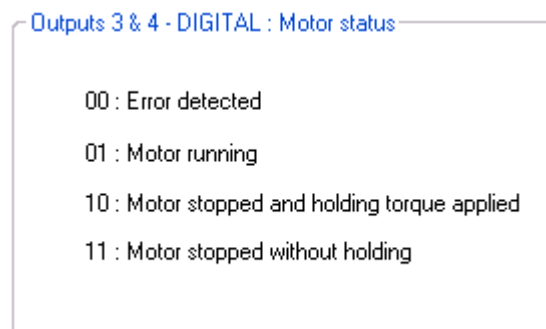 Outputs 3 & 4 - DIGITAL : Motor status
00 : Error detected
01 : Motor running
10 : Motor stopped and holding torque applied
11 : Motor stopped without holding